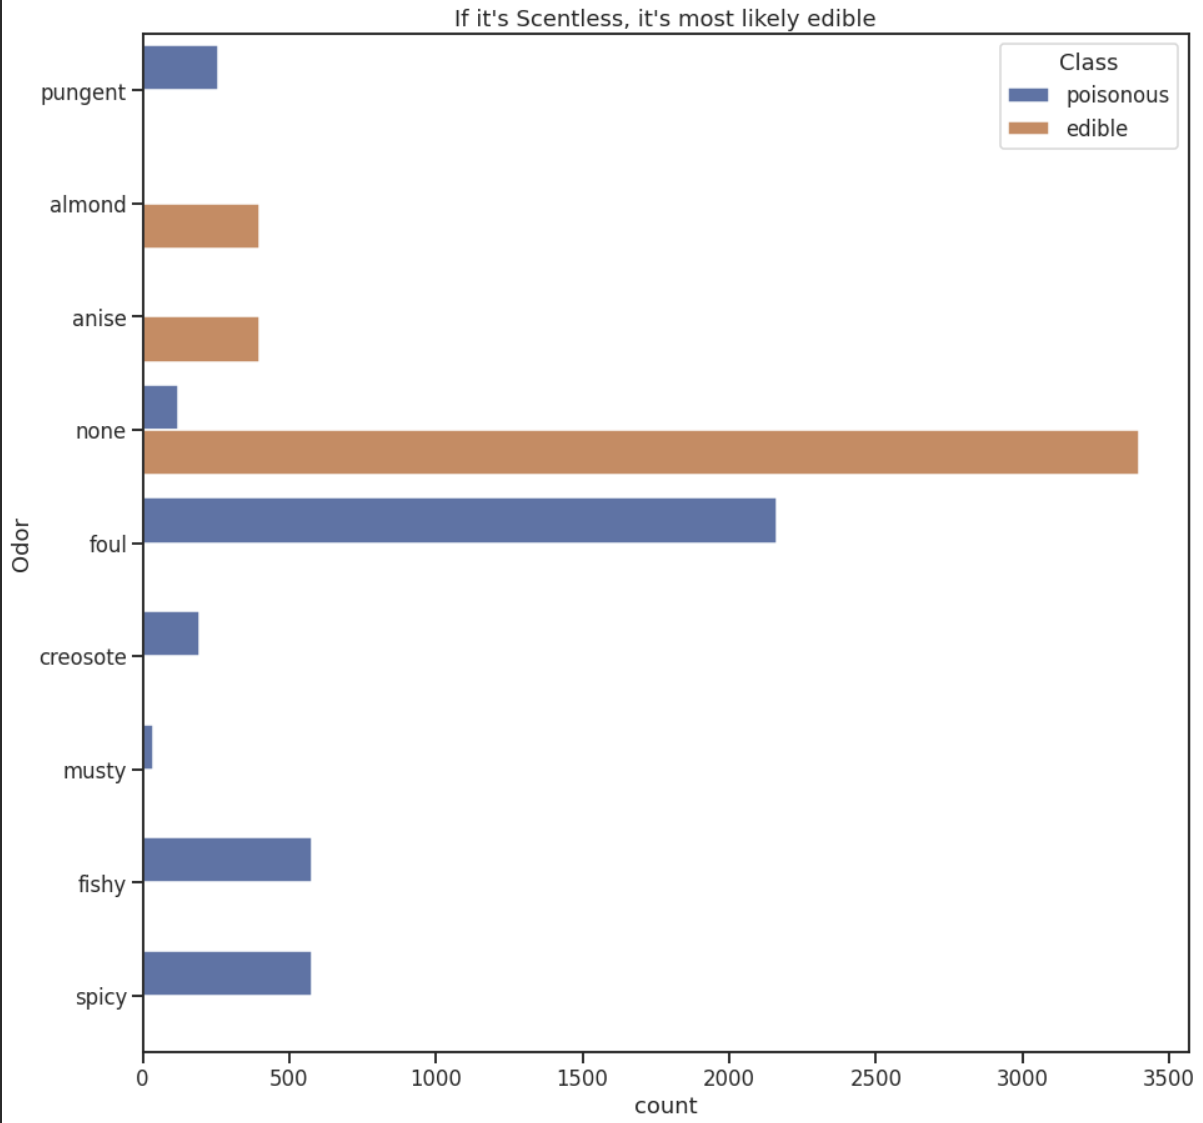 If it's Scentless, it's most likely edible
Class
poisonous
edible
pungent
almond
anise
none
foul
creosote
musty
fishy
spicy
Odor
0 500 1000 1500 2000 2500 3000 3500
count